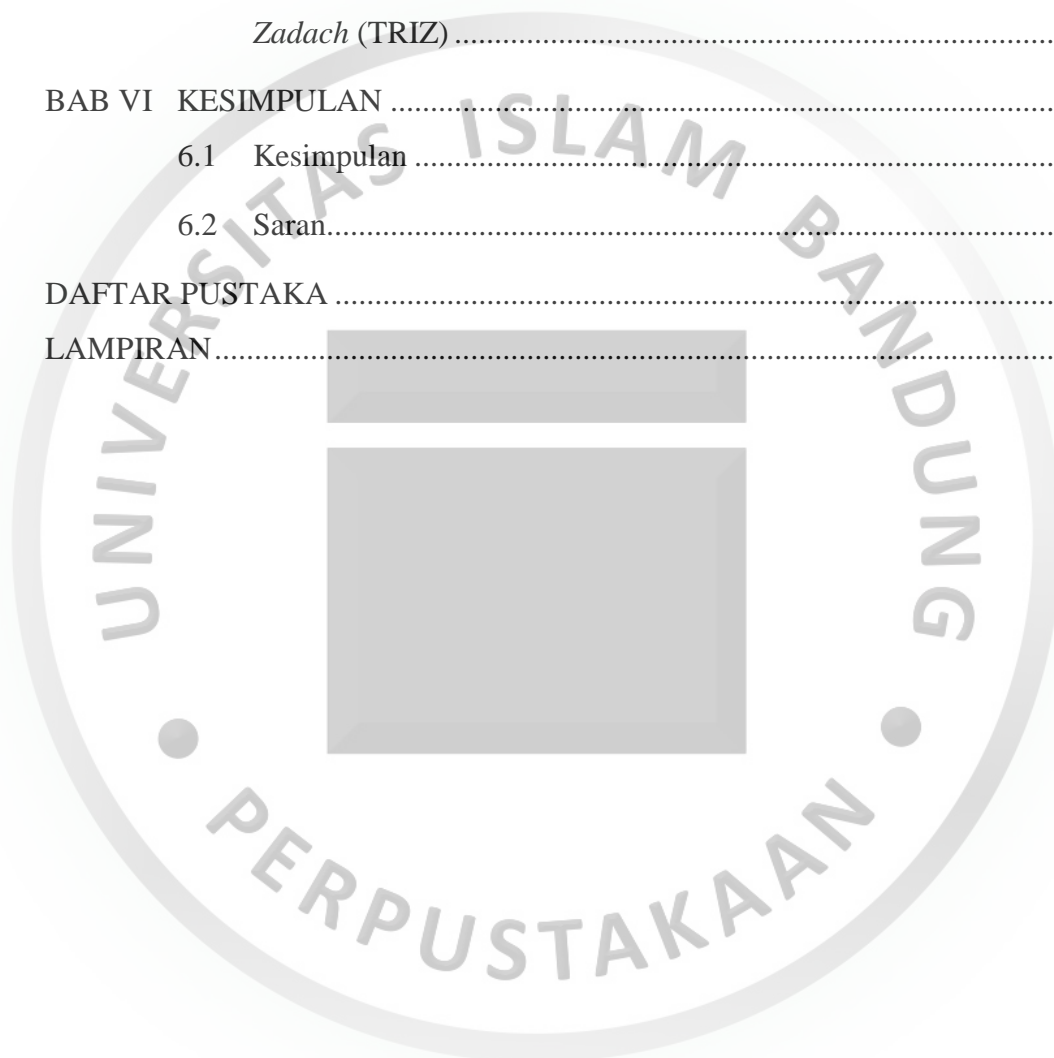 Zadach (TRIZ) ..........................................................................
BAB VI KESIMPULAN ..................................................................................
6.1 Kesimpulan ................................................................................
6.2 Saran...........................................................................................
DAFTAR PUSTAKA .........................................................................................
LAMPIRAN.........................................................................................................
UNIVERSITAS ISLAM BANDUNG
PERPUSTAKAAN